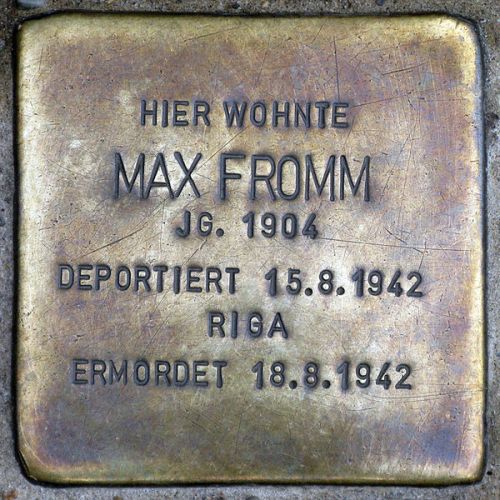 HIER WOHNTE
MAX FROMM
JG. 1904
DEPORTIERT 15.8.1942
RIGA
ERMORDET 18.8.1942